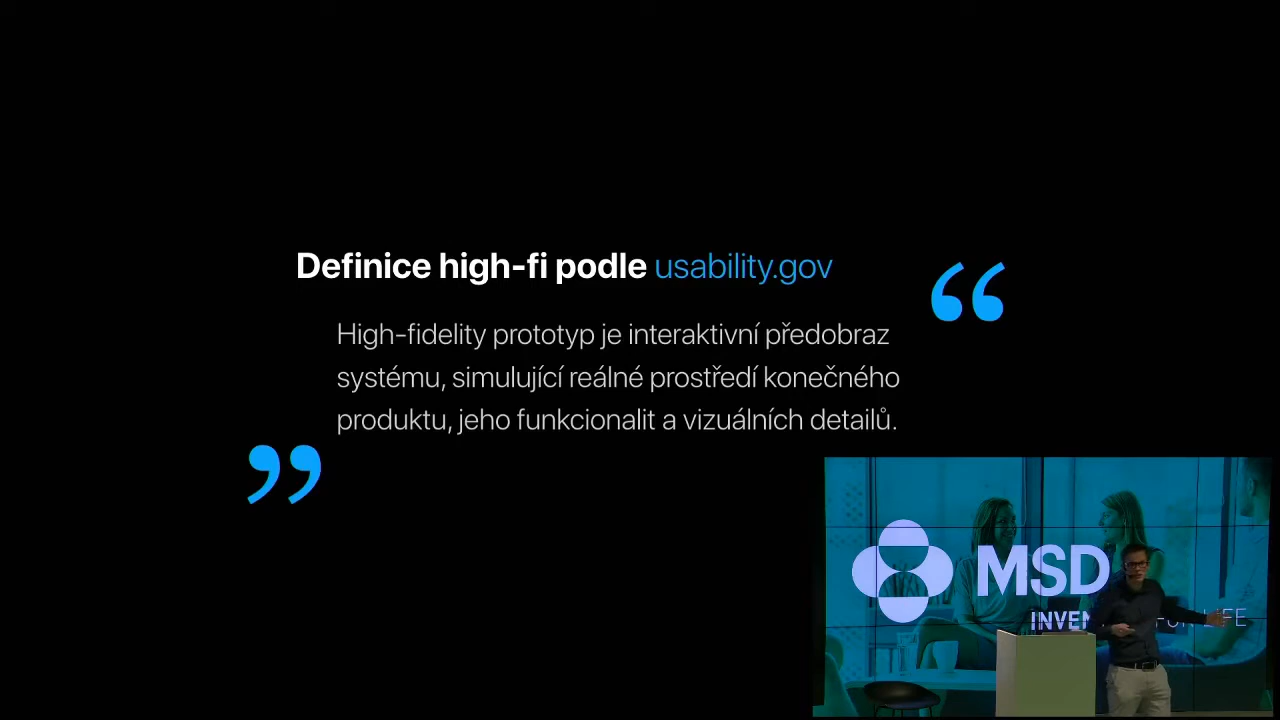 Definice high-fi podle usability.gov
“
High-fidelity prototyp je interaktivní předobraz
systému, simulující reálné prostředí konečného
produktu, jeho funkcionalit a vizuálních detailů.
”
MSD
LIFE